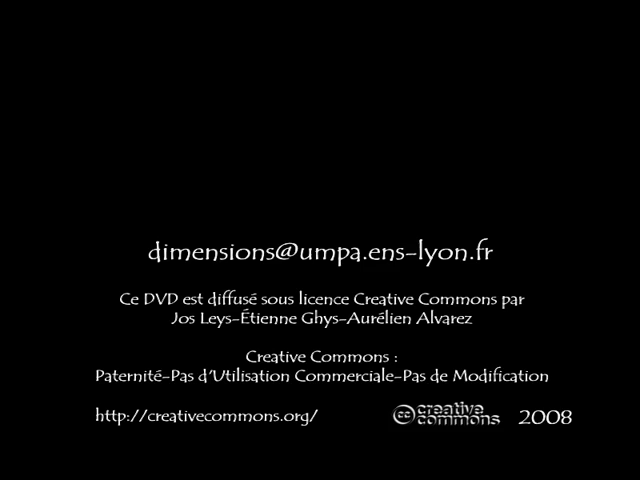 dimensions@umpa.ens-lyon.fr
Ce DVD est diffusé sous licence Creative Commons par
Jos Leys-Étienne Ghys-Aurélien Alvarez
Creative Commons :
Paternité-Pas d'Utilisation Commerciale-Pas de Modification
http://creativecommons.org/
cc creative commons 2008